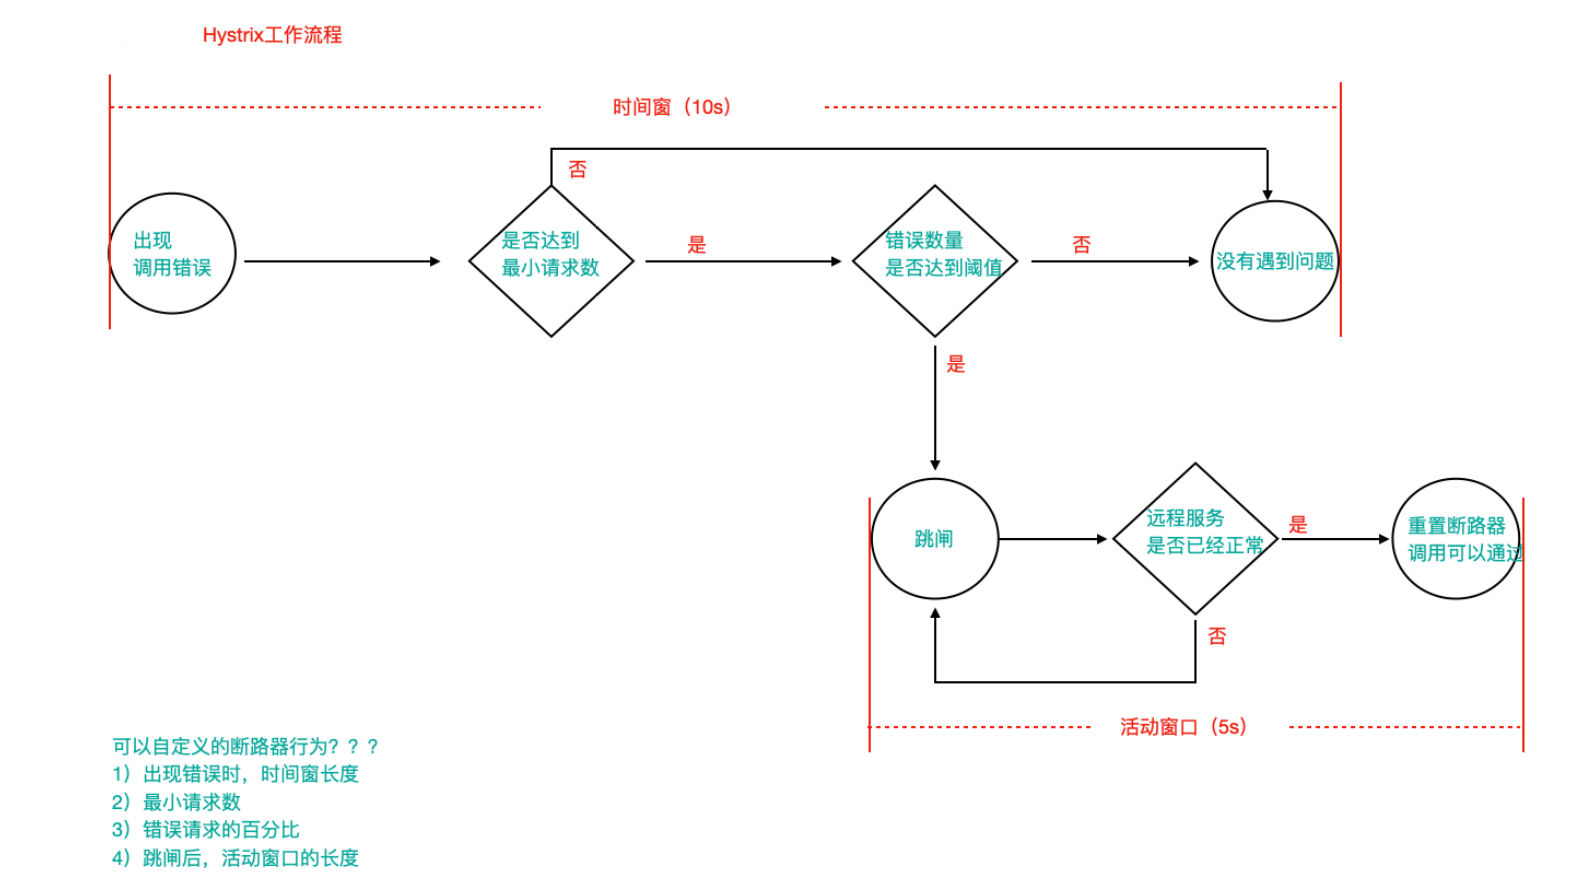 Hystrix工作流程
时间窗（10s）
否
出现
调用错误
是否达到
最小请求数
是
错误数量
是否达到阈值
否
没有遇到问题
是
跳闸
远程服务
是否已经正常
是
重置断路器
调用可以通过
否
活动窗口（5s）
可以自定义的断路器行为？？？
1）出现错误时，时间窗长度
2）最小请求数
3）错误请求的百分比
4）跳闸后，活动窗口的长度